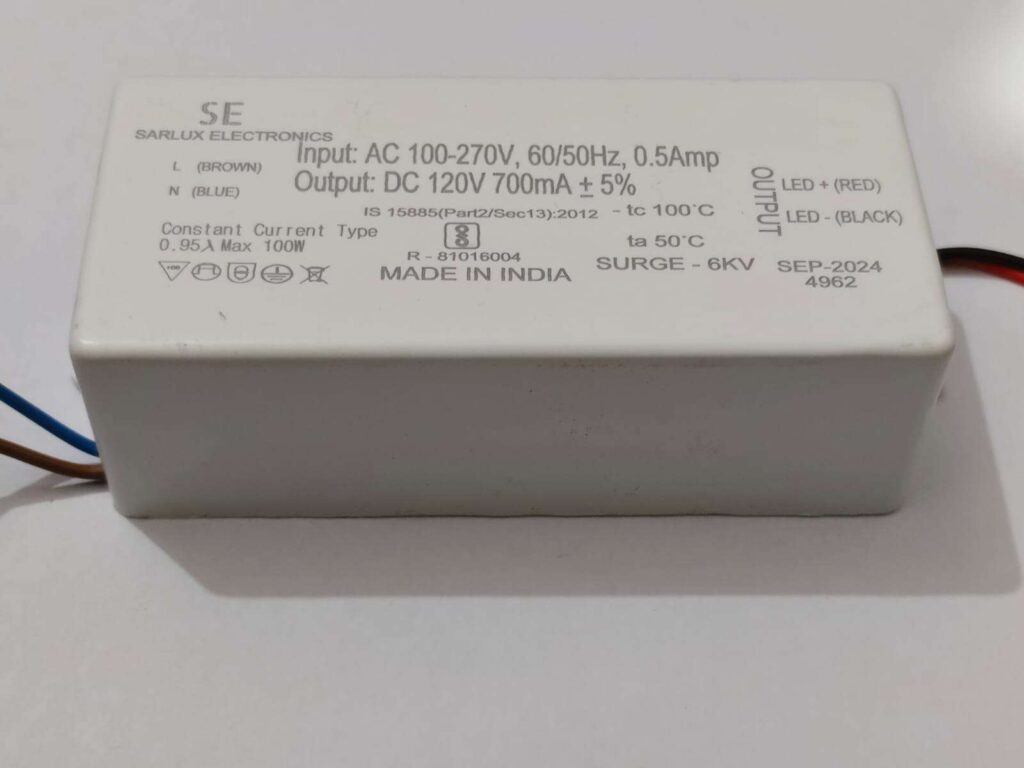 SE
SARLUX ELECTRONICS
L (BROWN)
N (BLUE)
Input: AC 100-270V, 60/50Hz, 0.5Amp
Output: DC 120V 700mA ± 5%
IS 15885(Part2/Sec13):2012 - tc 100°C
Constant Current Type
0.95λ Max 100W
R - 81016004
MADE IN INDIA
ta 50°C
SURGE - 6KV
OUTPUT
LED + (RED)
LED - (BLACK)
SEP-2024
4962